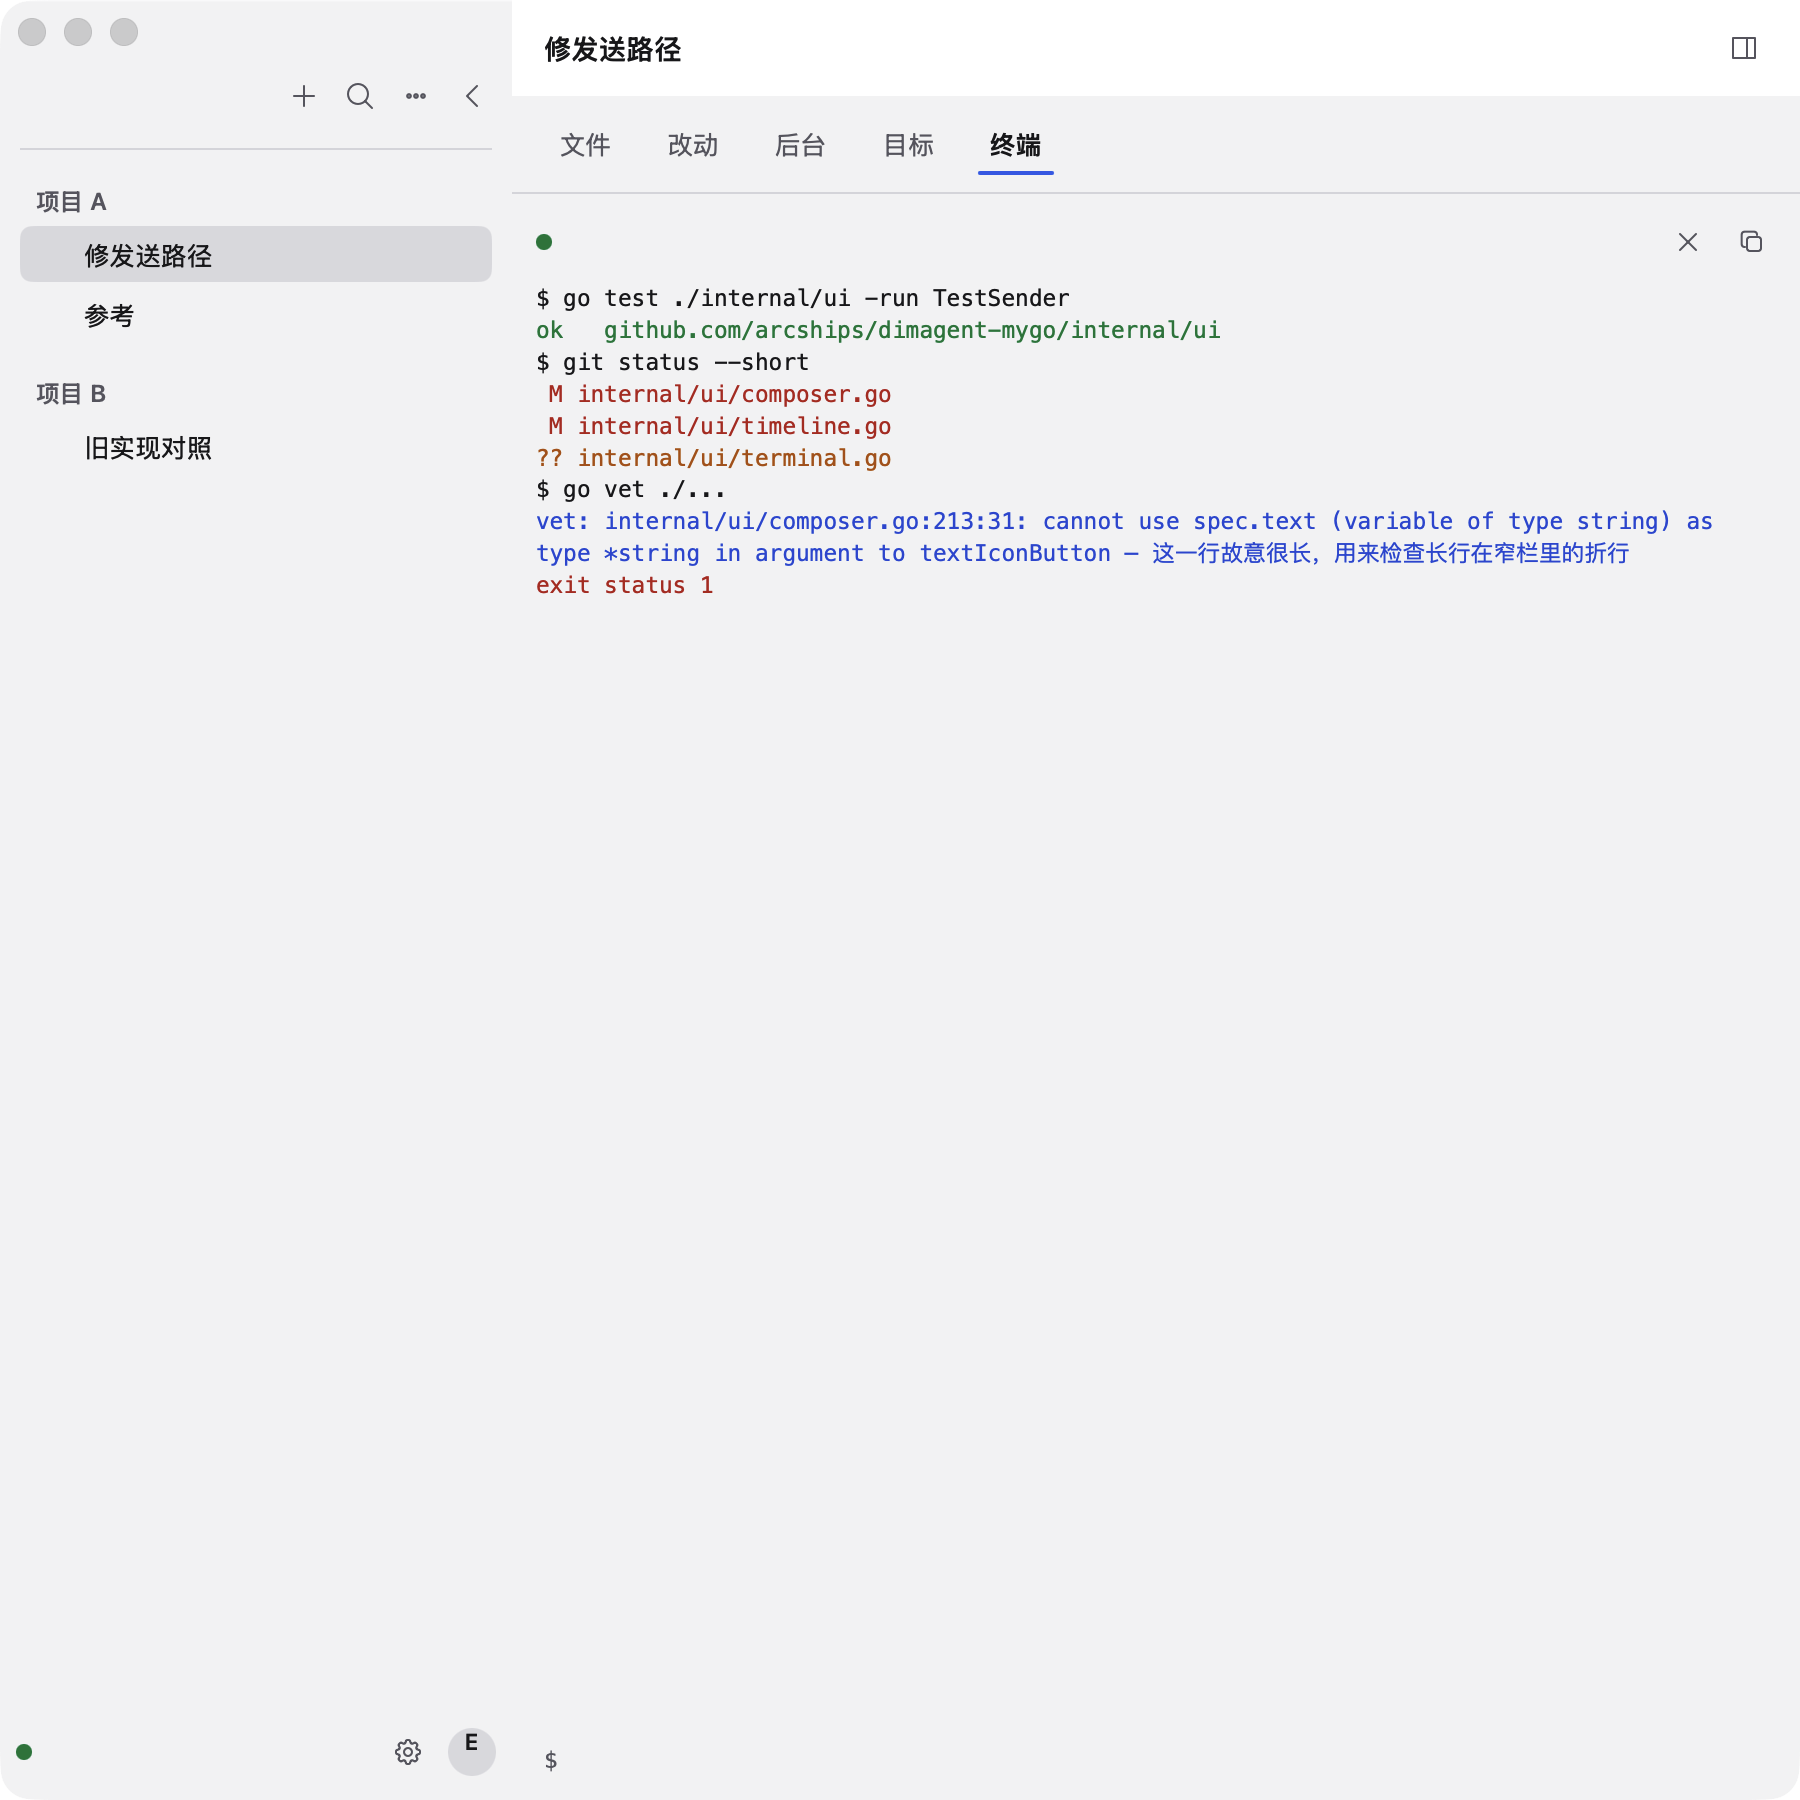 修发送路径
项目 A
修发送路径
参考
项目 B
旧实现对照
文件 改动 后台 目标 终端
$ go test ./internal/ui -run TestSender
ok   github.com/arcships/dimagent-mygo/internal/ui
$ git status --short
 M internal/ui/composer.go
 M internal/ui/timeline.go
?? internal/ui/terminal.go
$ go vet ./...
vet: internal/ui/composer.go:213:31: cannot use spec.text (variable of type string) as
type *string in argument to textIconButton — 这一行故意很长，用来检查长行在窄栏里的折行
exit status 1
E
$